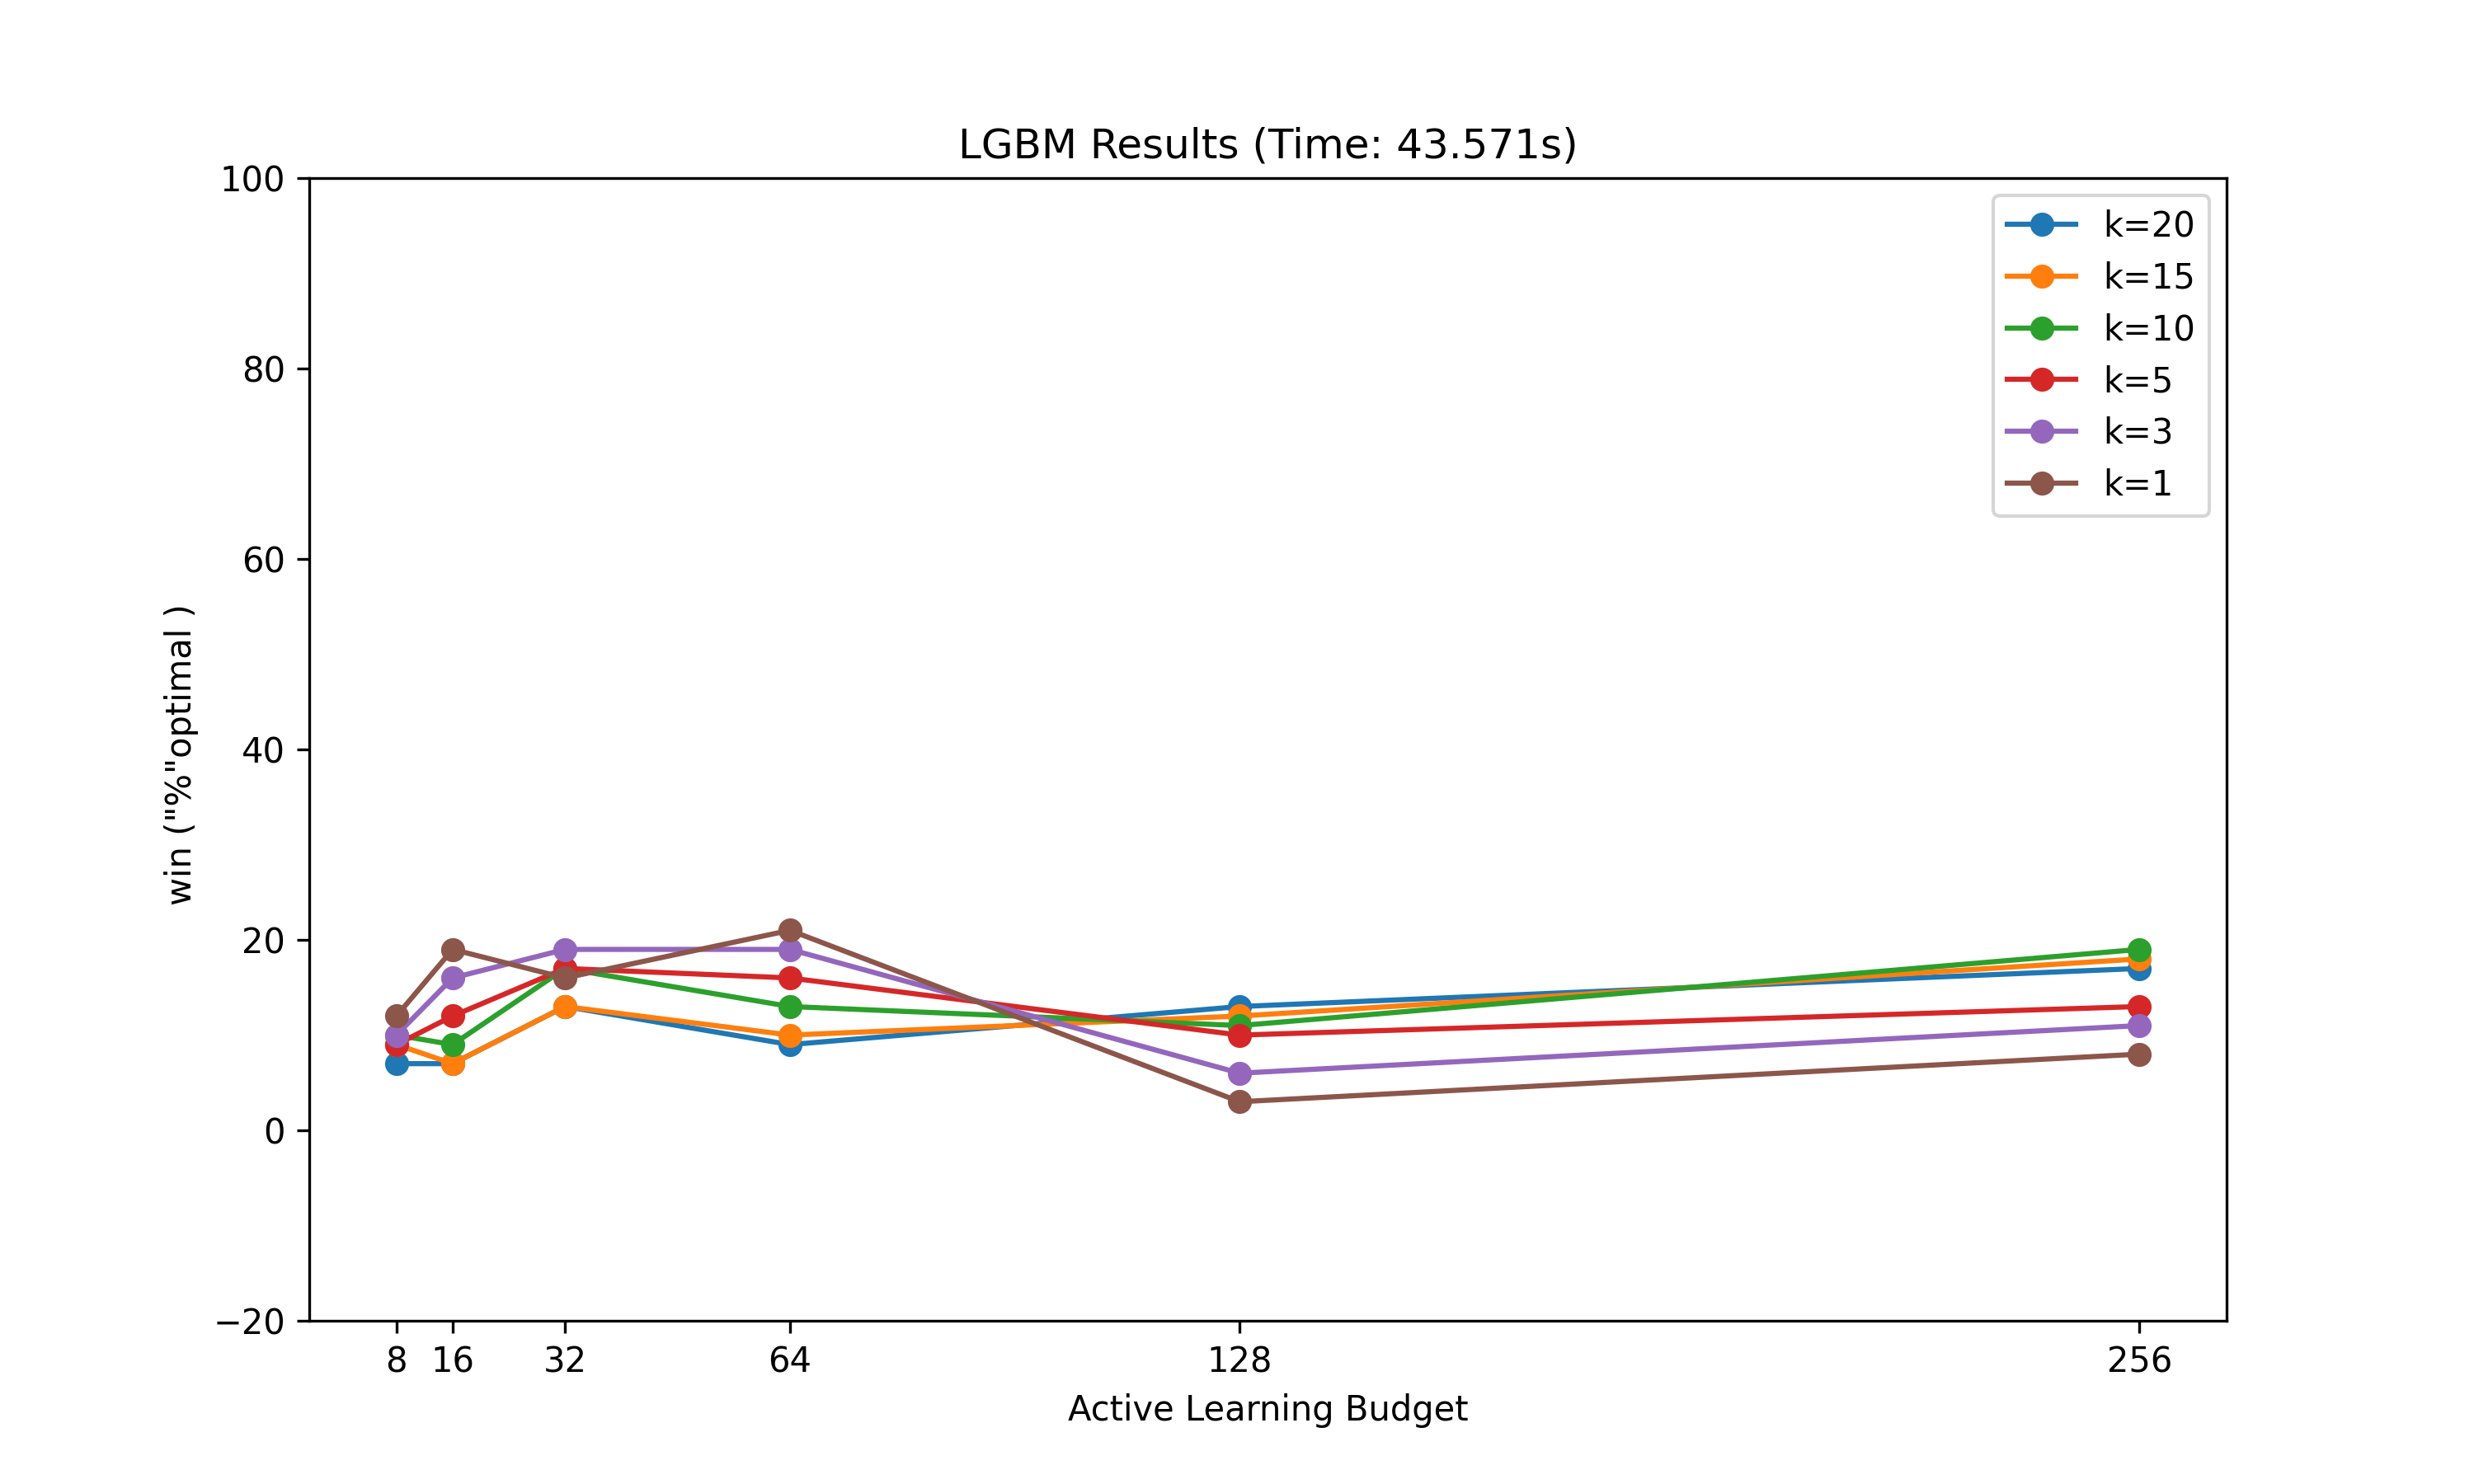 LGBM Results (Time: 43.571s)
100
80
60
40
20
0
−20
win ("%"optimal )
k=20
k=15
k=10
k=5
k=3
k=1
8 16 32 64 128 256
Active Learning Budget